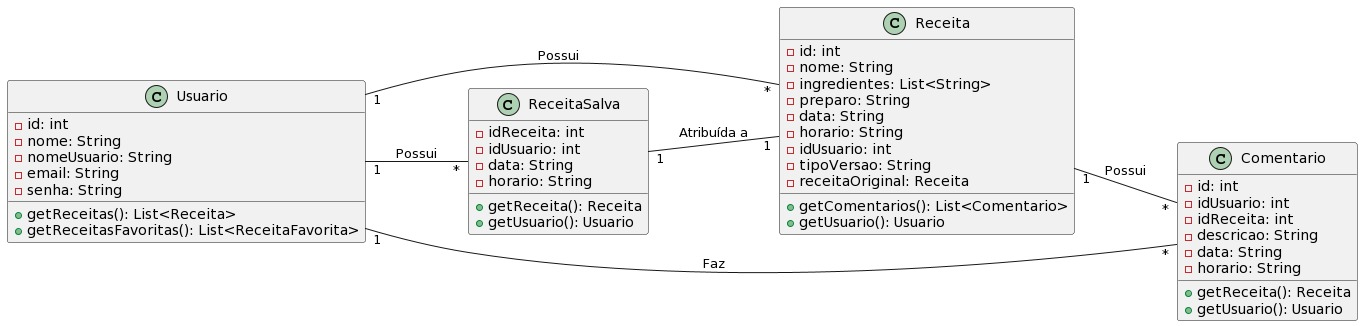 C Usuario
id: int
nome: String
nomeUsuario: String
email: String
senha: String
getReceitas(): List<Receita>
getReceitasFavoritas(): List<ReceitaFavorita>
Possui
1
*
Possui
1
*
Faz
1
*
C ReceitaSalva
idReceita: int
idUsuario: int
data: String
horario: String
getReceita(): Receita
getUsuario(): Usuario
Atribuída a
1
1
C Receita
id: int
nome: String
ingredientes: List<String>
preparo: String
data: String
horario: String
idUsuario: int
tipoVersao: String
receitaOriginal: Receita
getComentarios(): List<Comentario>
getUsuario(): Usuario
Possui
1
*
C Comentario
id: int
idUsuario: int
idReceita: int
descricao: String
data: String
horario: String
getReceita(): Receita
getUsuario(): Usuario